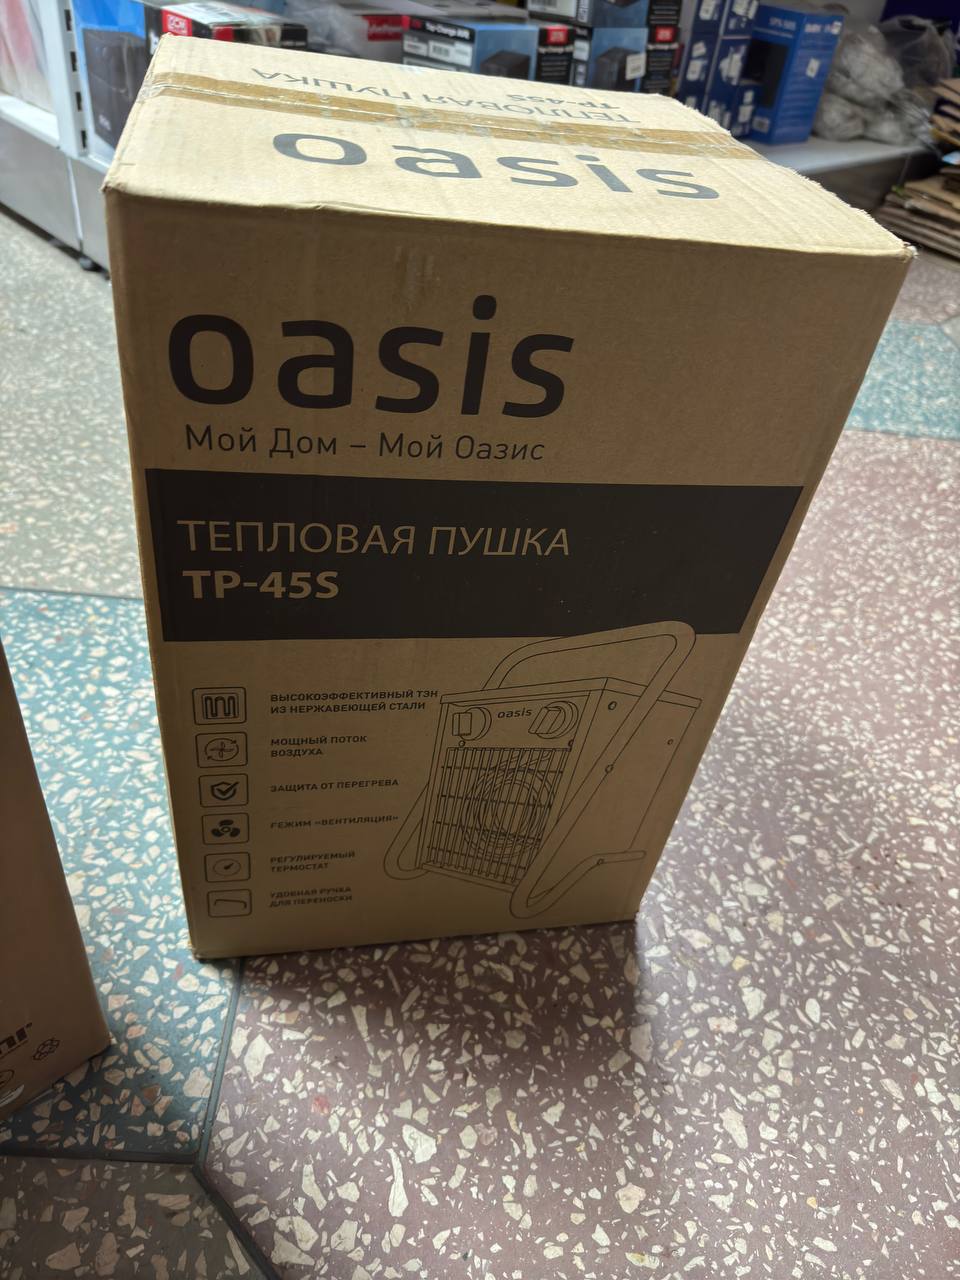 ТЕПЛОВАЯ ПУШКА
TP-45S
oasis
oasis
Мой Дом – Мой Оазис
ТЕПЛОВАЯ ПУШКА
TP-45S
ВЫСОКОЭФФЕКТИВНЫЙ ТЭН
ИЗ НЕРЖАВЕЮЩЕЙ СТАЛИ
МОЩНЫЙ ПОТОК
ВОЗДУХА
ЗАЩИТА ОТ ПЕРЕГРЕВА
РЕЖИМ «ВЕНТИЛЯЦИЯ»
РЕГУЛИРУЕМЫЙ
ТЕРМОСТАТ
УДОБНАЯ РУЧКА
ДЛЯ ПЕРЕНОСКИ
oasis